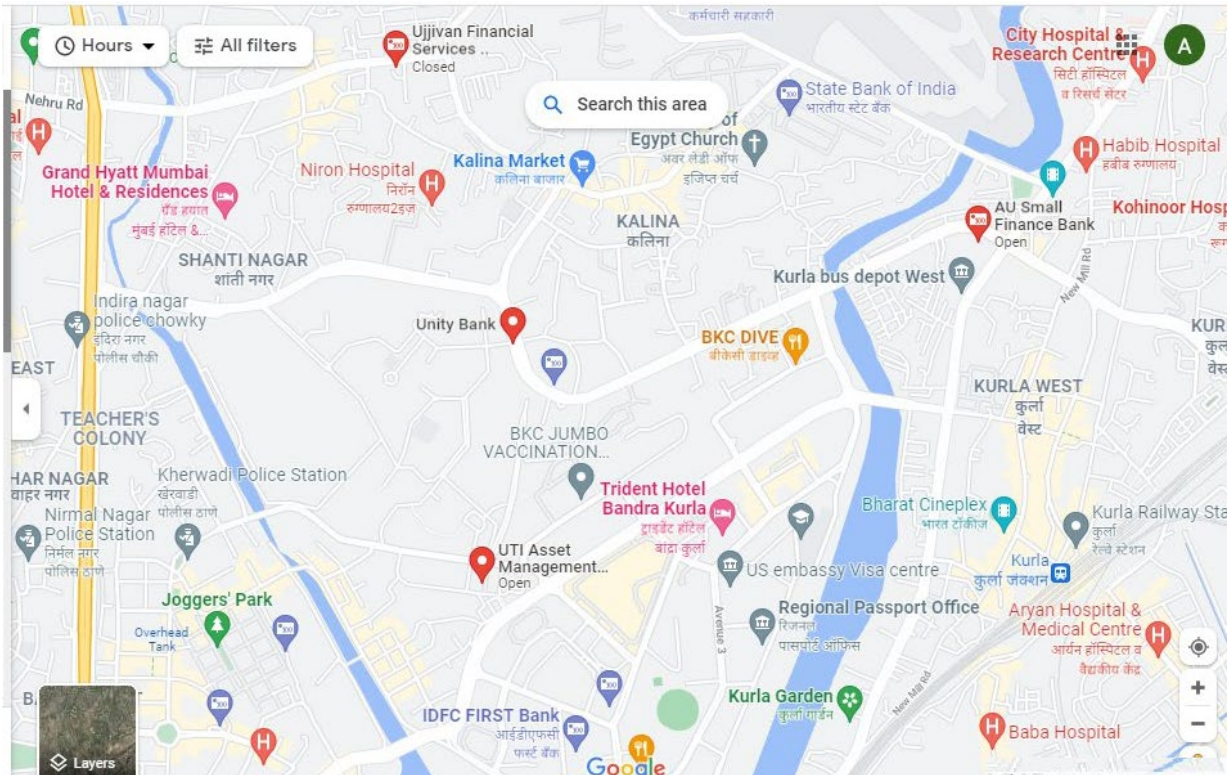 Hours
All filters
Ujjivan Financial
Services ..
Closed
कर्मचारी सहकारी
City Hospital &
Research Centre
सिटी हॉस्पिटल
व रिसर्च सेंटर
A
Search this area
State Bank of India
भारतीय स्टेट बँक
Nehru Rd
of
Egypt Church
अवर लेडी ऑफ
इजिप्त चर्च
Habib Hospital
हबीब रुग्णालय
Kalina Market
कलिना बाजार
Niron Hospital
निरॉन
रुग्णालय2इज़
Grand Hyatt Mumbai
Hotel & Residences
ग्रँड हयात
मुंबई हॉटेल &...
KALINA
कलिना
AU Small
Finance Bank
Open
Kohinoor Hosp
SHANTI NAGAR
शांती नगर
Kurla bus depot West
New Mill Rd
Indira nagar
police chowky
इंदिरा नगर
पोलीस चौकी
Unity Bank
BKC DIVE
बीकेसी डाइव्ह
KUR
कुर्ल
वेस्ट
EAST
KURLA WEST
कुर्ला
वेस्ट
TEACHER'S
COLONY
BKC JUMBO
VACCINATION...
HAR NAGAR
वाहर नगर
Kherwadi Police Station
खेरवाडी
पोलीस ठाणे
Trident Hotel
Bandra Kurla
ट्राइडेंट हॉटेल
बांद्रा कुर्ला
Bharat Cineplex
भारत टॉकीज
Nirmal Nagar
Police Station
निर्मल नगर
पोलिस ठाणे
Kurla Railway Sta
कुर्ला
रेल्वे स्टेशन
UTI Asset
Management...
Open
US embassy Visa centre
Kurla
कुर्ला जंक्शन
Joggers' Park
Overhead
Tank
Avenue 3
Regional Passport Office
रिजनल
पासपोर्ट ऑफिस
Aryan Hospital &
Medical Centre
आर्यन हॉस्पिटल व
वैद्यकीय केंद्र
Kurla Garden
कुर्ला गार्डन
New Mill Rd
IDFC FIRST Bank
आईडीएफसी
फर्स्ट बँक
Baba Hospital
Layers
Google